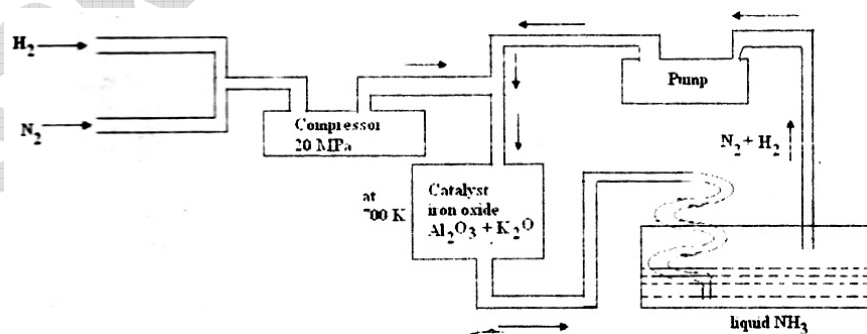 H2
N2
Compressor
20 MPa
at
700 K
Catalyst
iron oxide
Al2O3 + K2O
Pump
N2 + H2
liquid NH3